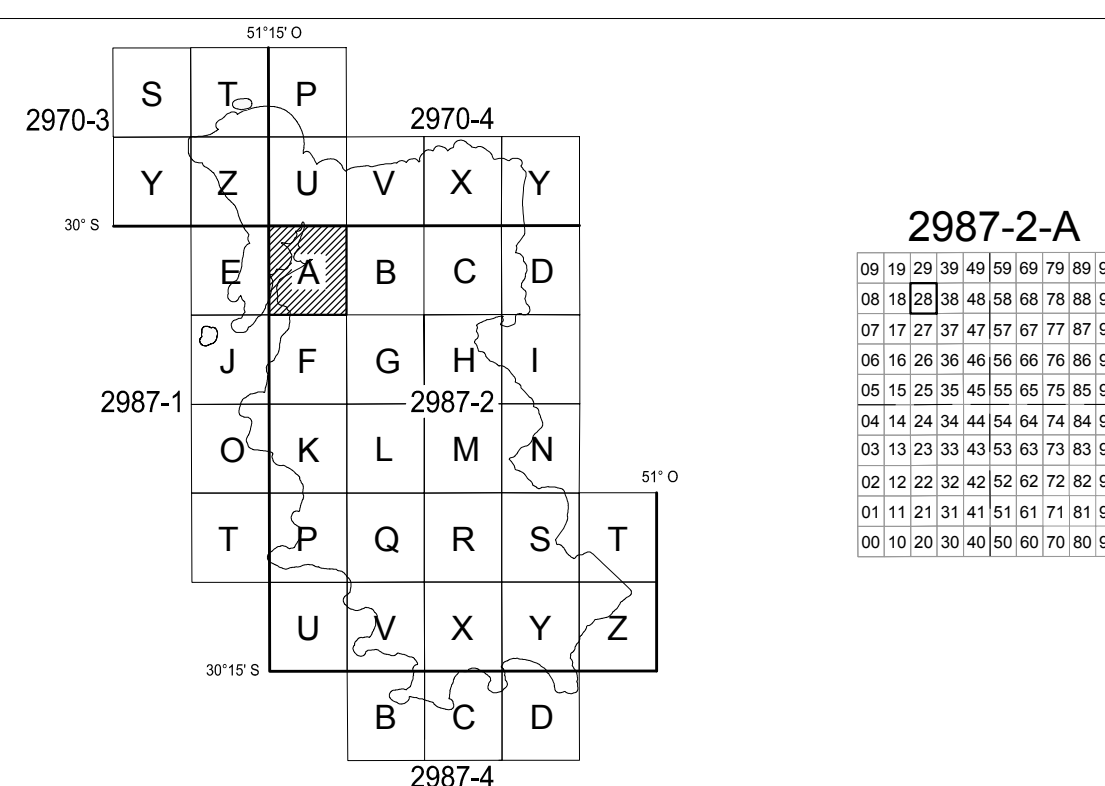 51°15' O
S T P
2970-3 2970-4
Y Z U V X Y
30° S
E A B C D
J F G H I
2987-1 2987-2
O K L M N
51° O
T P Q R S T
U V X Y Z
30°15' S
B C D
2987-4
2987-2-A
09 19 29 39 49 59 69 79 89
08 18 28 38 48 58 68 78 88
07 17 27 37 47 57 67 77 87
06 16 26 36 46 56 66 76 86
05 15 25 35 45 55 65 75 85
04 14 24 34 44 54 64 74 84
03 13 23 33 43 53 63 73 83
02 12 22 32 42 52 62 72 82
01 11 21 31 41 51 61 71 81
00 10 20 30 40 50 60 70 80